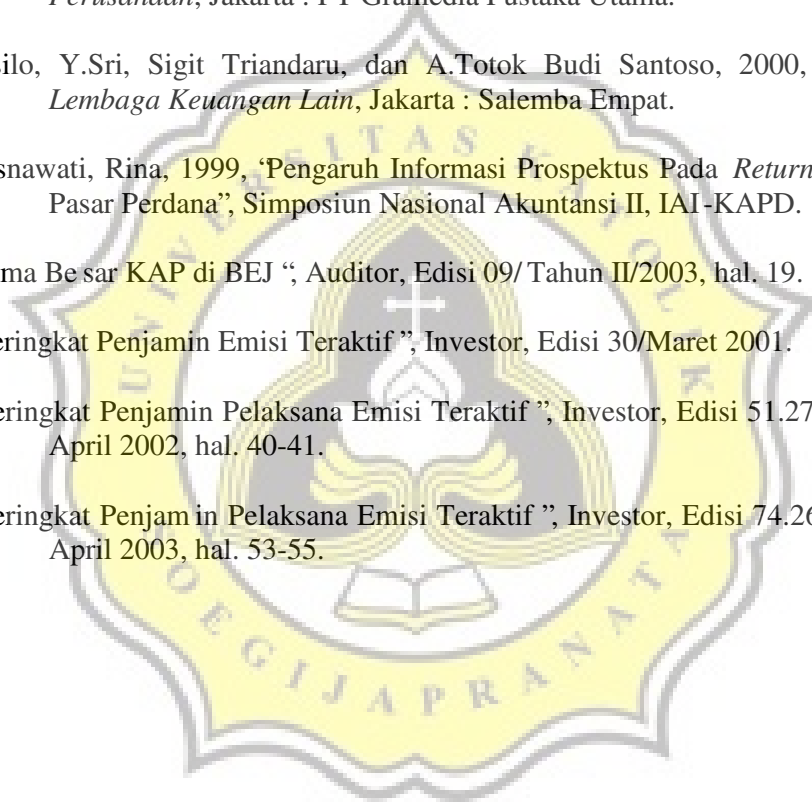 Perusahaan, Jakarta : PT Gramedia Pustaka Utama.
silo, Y.Sri, Sigit Triandaru, dan A.Totok Budi Santoso, 2000,
Lembaga Keuangan Lain, Jakarta : Salemba Empat.
snawati, Rina, 1999, “Pengaruh Informasi Prospektus Pada Return
Pasar Perdana”, Simposiun Nasional Akuntansi II, IAI-KAPD.
ma Be sar KAP di BEJ “, Auditor, Edisi 09/ Tahun II/2003, hal. 19.
eringkat Penjamin Emisi Teraktif ”, Investor, Edisi 30/Maret 2001.
eringkat Penjamin Pelaksana Emisi Teraktif ”, Investor, Edisi 51.27
April 2002, hal. 40-41.
eringkat Penjam in Pelaksana Emisi Teraktif ”, Investor, Edisi 74.26
April 2003, hal. 53-55.
UNIVERSITAS KATOLIK
SOEGIJAPRANATA